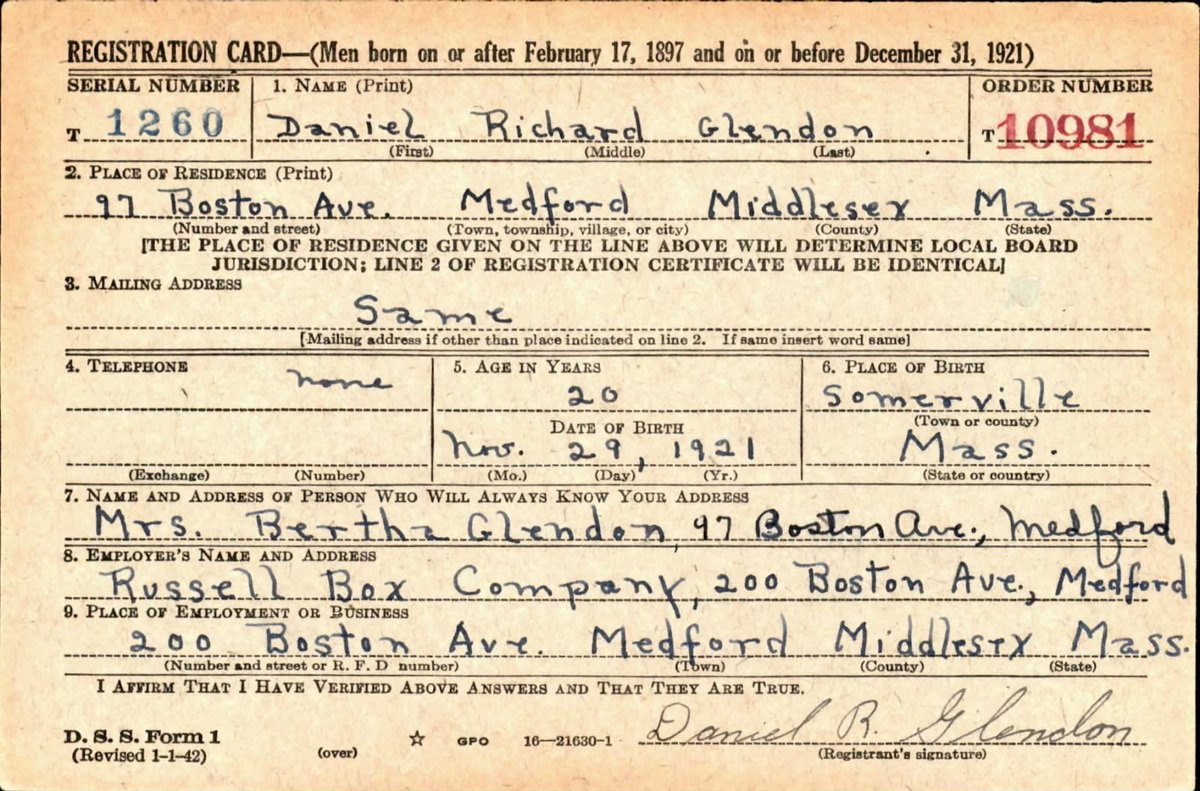 REGISTRATION CARD—(Men born on or after February 17, 1897 and on or before December 31, 1921)
SERIAL NUMBER 1. NAME (Print) ORDER NUMBER
T 1260 Daniel Richard Glendon T 10981
(First) (Middle) (Last)
2. PLACE OF RESIDENCE (Print)
97 Boston Ave. Medford Middlesex Mass.
(Number and street) (Town, township, village, or city) (County) (State)
[THE PLACE OF RESIDENCE GIVEN ON THE LINE ABOVE WILL DETERMINE LOCAL BOARD
JURISDICTION; LINE 2 OF REGISTRATION CERTIFICATE WILL BE IDENTICAL]
3. MAILING ADDRESS
Same
[Mailing address if other than place indicated on line 2. If same insert word same]
4. TELEPHONE 5. AGE IN YEARS 6. PLACE OF BIRTH
none 20 Somerville
DATE OF BIRTH (Town or county)
Nov. 29, 1921 Mass.
(Exchange) (Number) (Mo.) (Day) (Yr.) (State or country)
7. NAME AND ADDRESS OF PERSON WHO WILL ALWAYS KNOW YOUR ADDRESS
Mrs. Bertha Glendon, 97 Boston Ave., Medford
8. EMPLOYER'S NAME AND ADDRESS
Russell Box Company, 200 Boston Ave., Medford
9. PLACE OF EMPLOYMENT OR BUSINESS
200 Boston Ave. Medford Middlesex Mass.
(Number and street or R. F. D number) (Town) (County) (State)
I AFFIRM THAT I HAVE VERIFIED ABOVE ANSWERS AND THAT THEY ARE TRUE.
D. S. S. Form 1 Daniel R. Glendon
(Revised 1-1-42) (over) ☆ GPO 16—21630-1 (Registrant's signature)